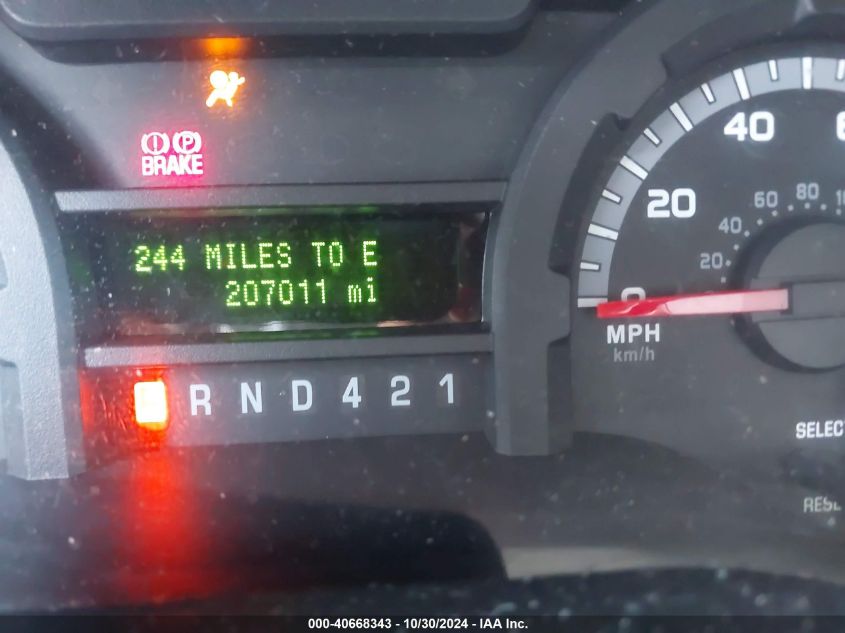 (!) (P)
BRAKE
244 MILES TO E
207011 mi
R N D 4 2 1
40
20
0
80
60
40
20
MPH
km/h
SELECT
000-40668343 - 10/30/2024 - IAA Inc.